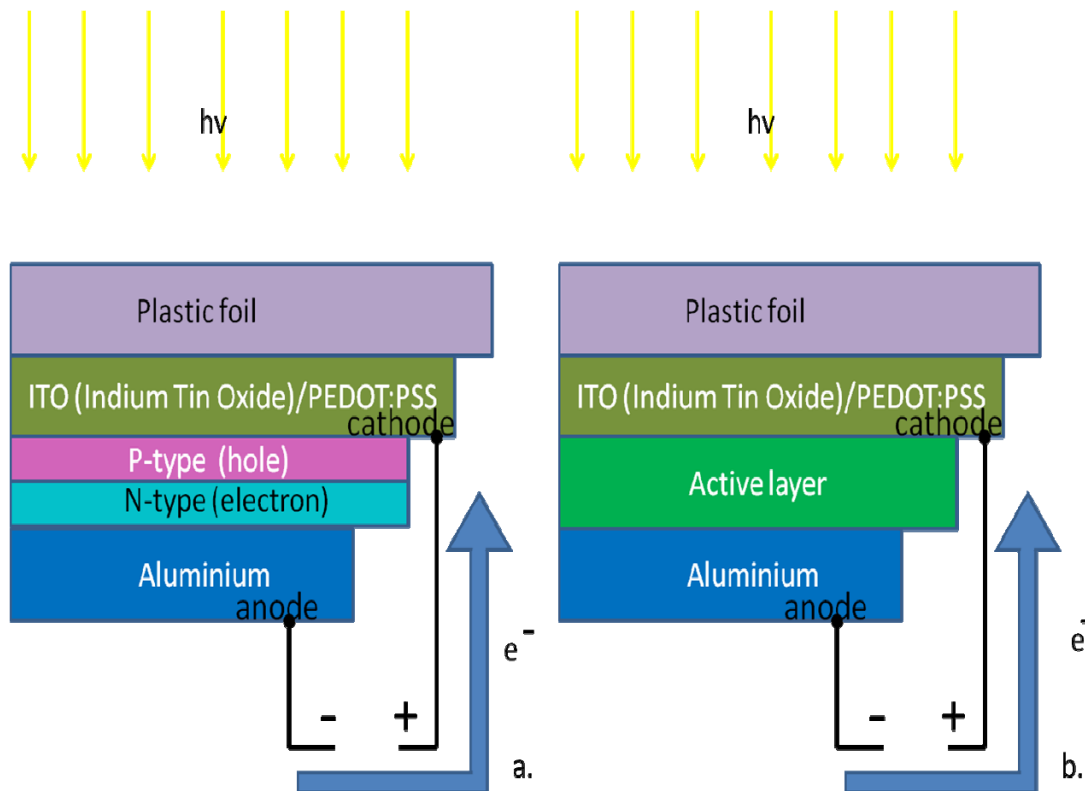 hv
Plastic foil
ITO (Indium Tin Oxide)/PEDOT:PSS
cathode
P-type (hole)
N-type (electron)
Aluminium
anode
e-
- +
a.
hv
Plastic foil
ITO (Indium Tin Oxide)/PEDOT:PSS
cathode
Active layer
Aluminium
anode
e-
- +
b.